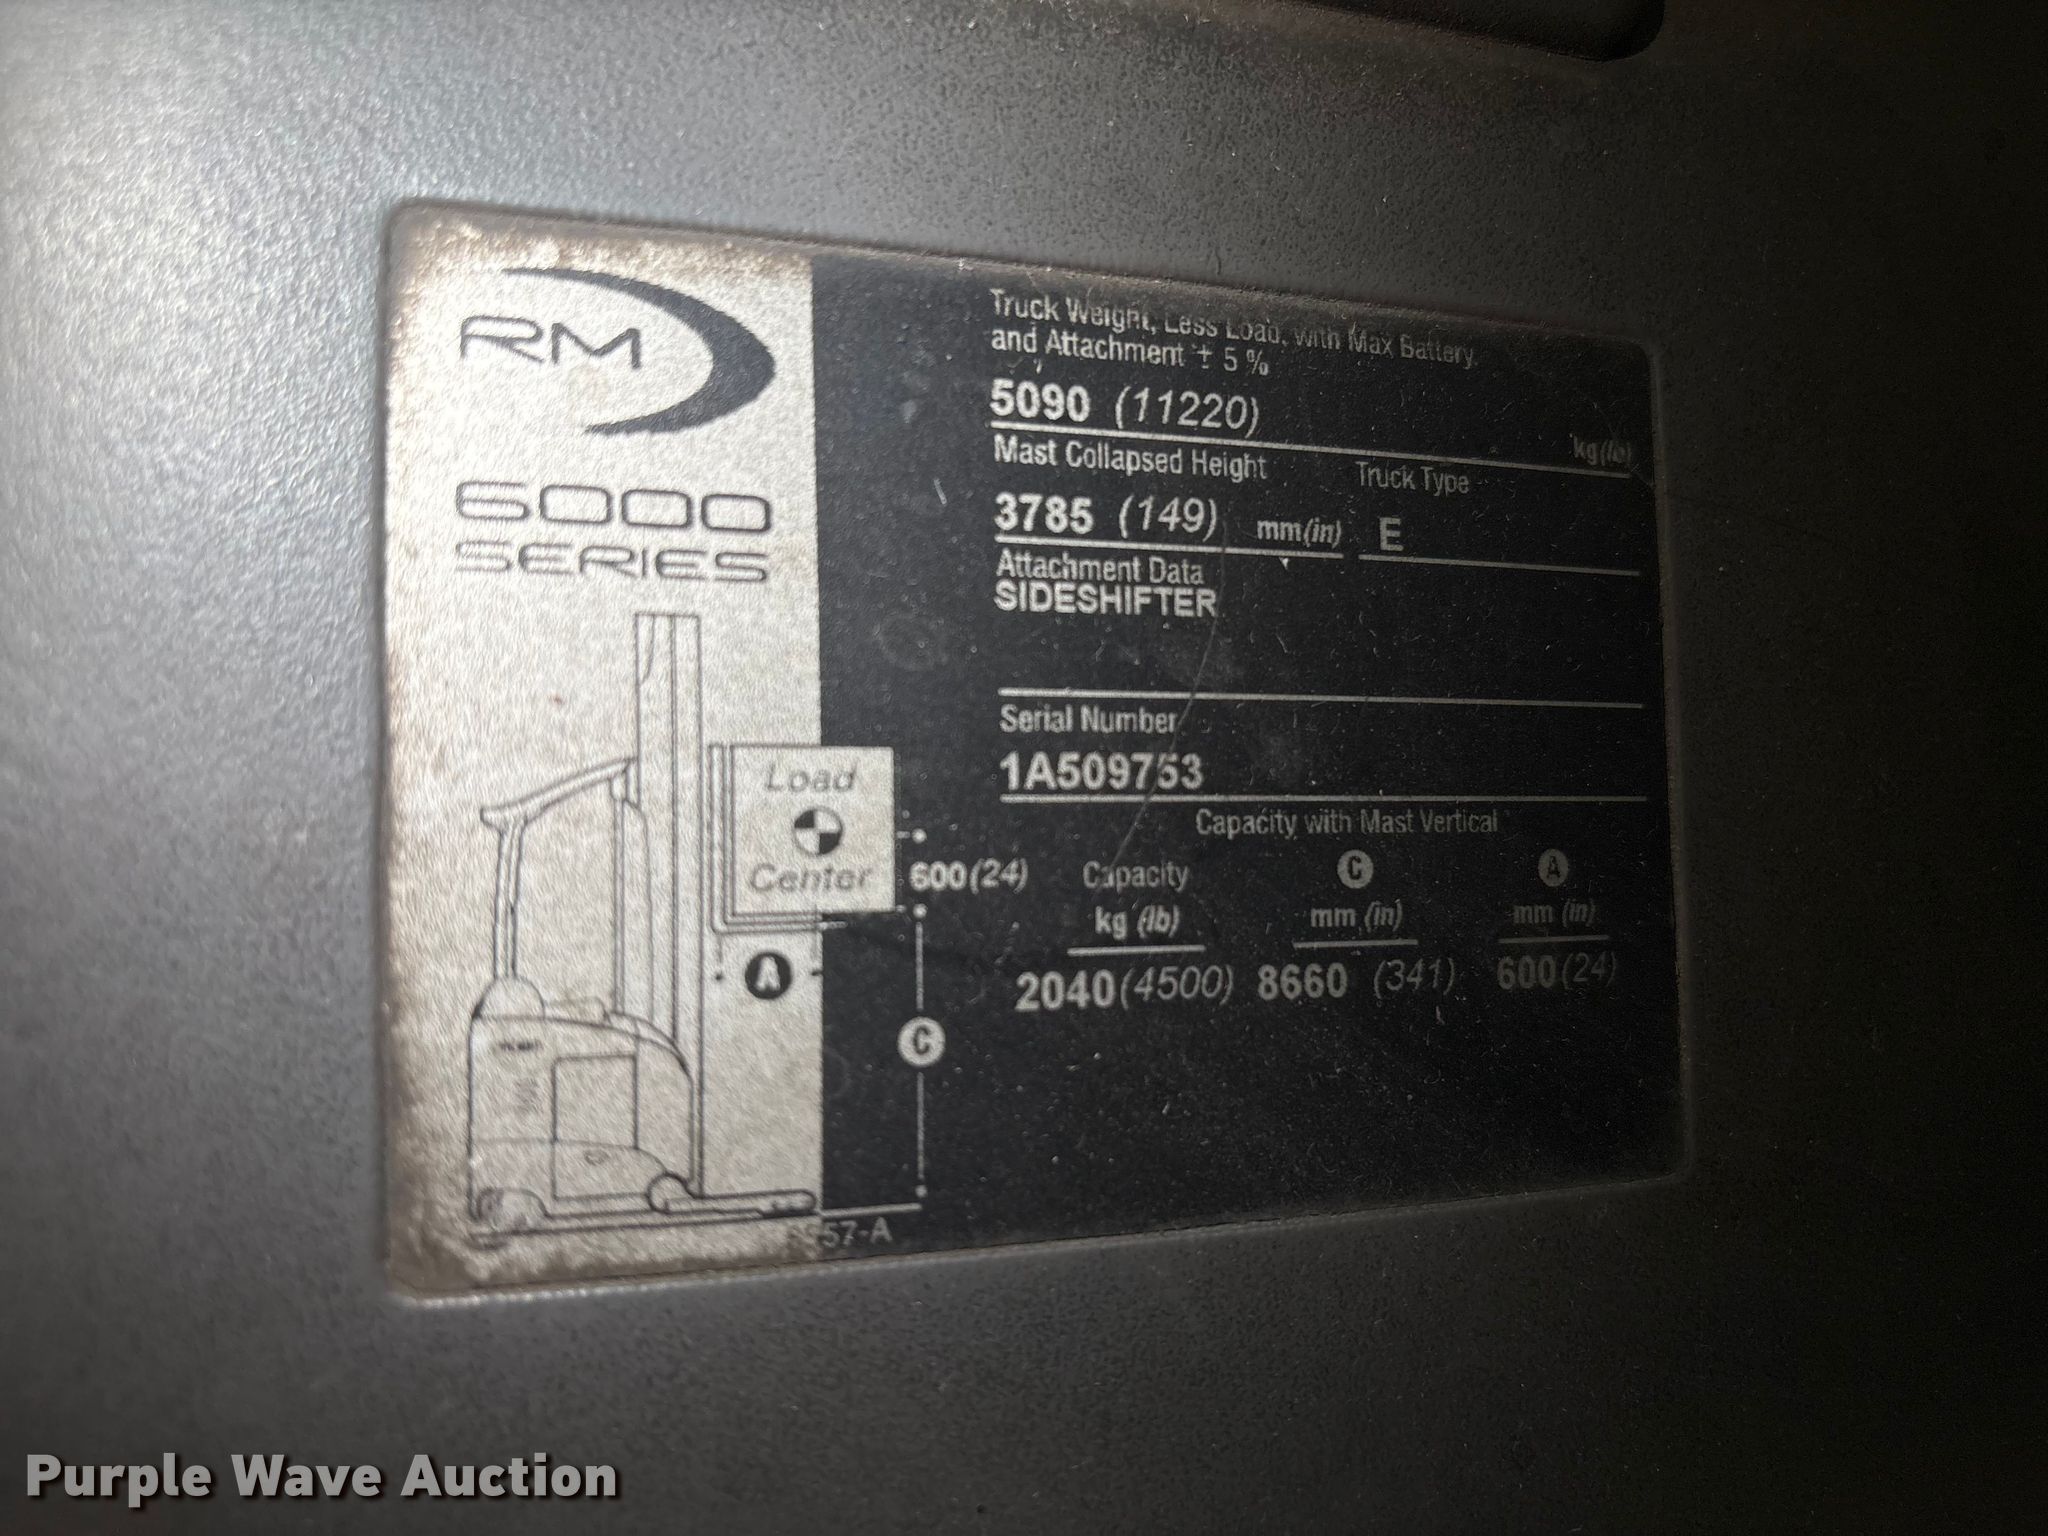 RM
6000
SERIES
Load
Center
600 (24)
A
C
57-A
Truck Weight, Less Load, with Max Battery,
and Attachment ± 5 %
5090 (11220)
kg (lb)
Mast Collapsed Height
Truck Type
3785 (149) mm (in) E
Attachment Data
SIDESHIFTER
Serial Number
1A509753
Capacity with Mast Vertical
Capacity C A
kg (lb) mm (in) mm (in)
2040 (4500) 8660 (341) 600 (24)
Purple Wave Auction